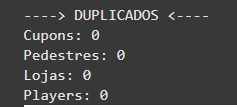 ----> DUPLICADOS <----
Cupons: 0
Pedestres: 0
Lojas: 0
Players: 0